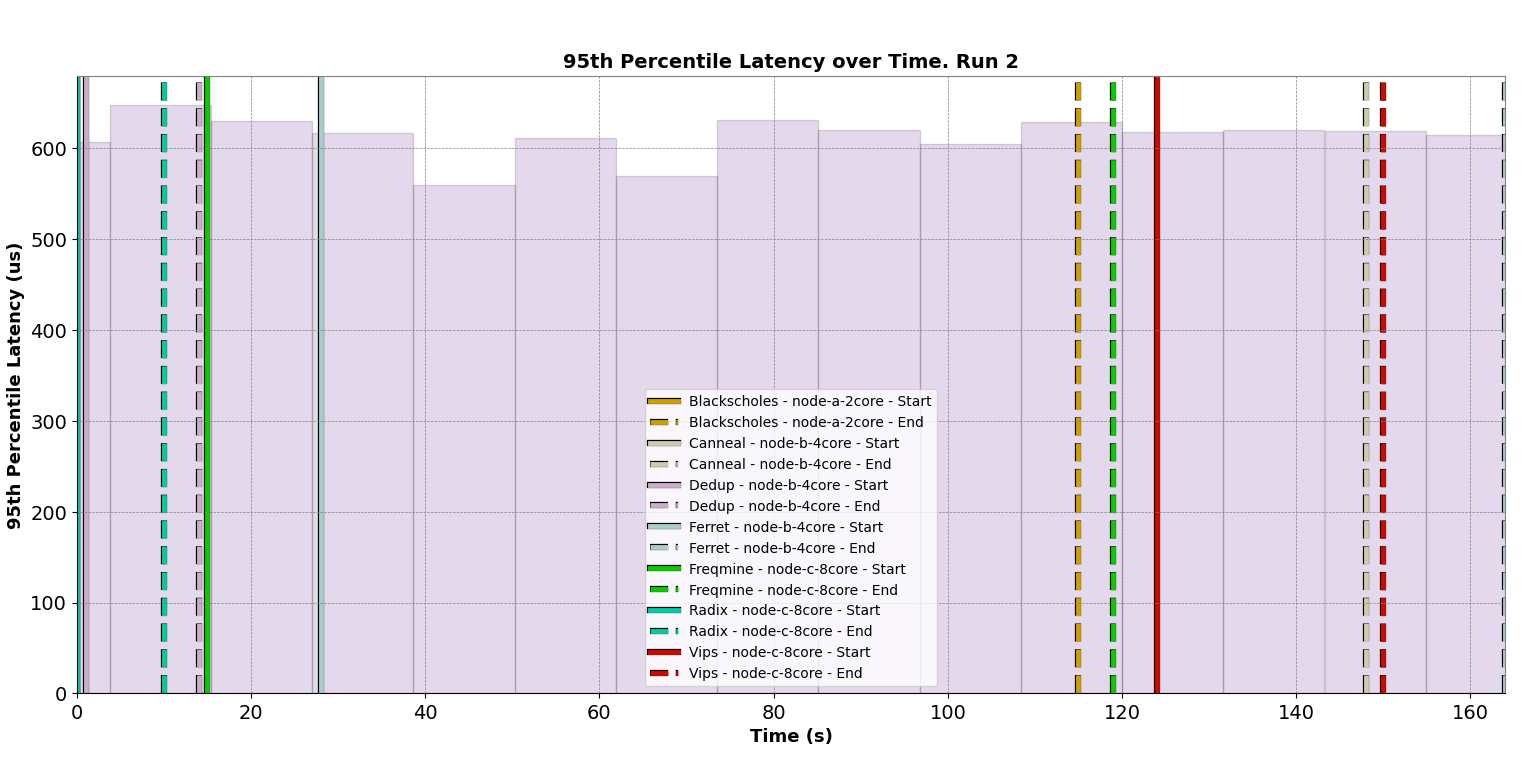 95th Percentile Latency over Time. Run 2
95th Percentile Latency (us)
600
500
400
300
200
100
0
0 20 40 60 80 100 120 140 160
Time (s)
Blackscholes - node-a-2core - Start
Blackscholes - node-a-2core - End
Canneal - node-b-4core - Start
Canneal - node-b-4core - End
Dedup - node-b-4core - Start
Dedup - node-b-4core - End
Ferret - node-b-4core - Start
Ferret - node-b-4core - End
Freqmine - node-c-8core - Start
Freqmine - node-c-8core - End
Radix - node-c-8core - Start
Radix - node-c-8core - End
Vips - node-c-8core - Start
Vips - node-c-8core - End